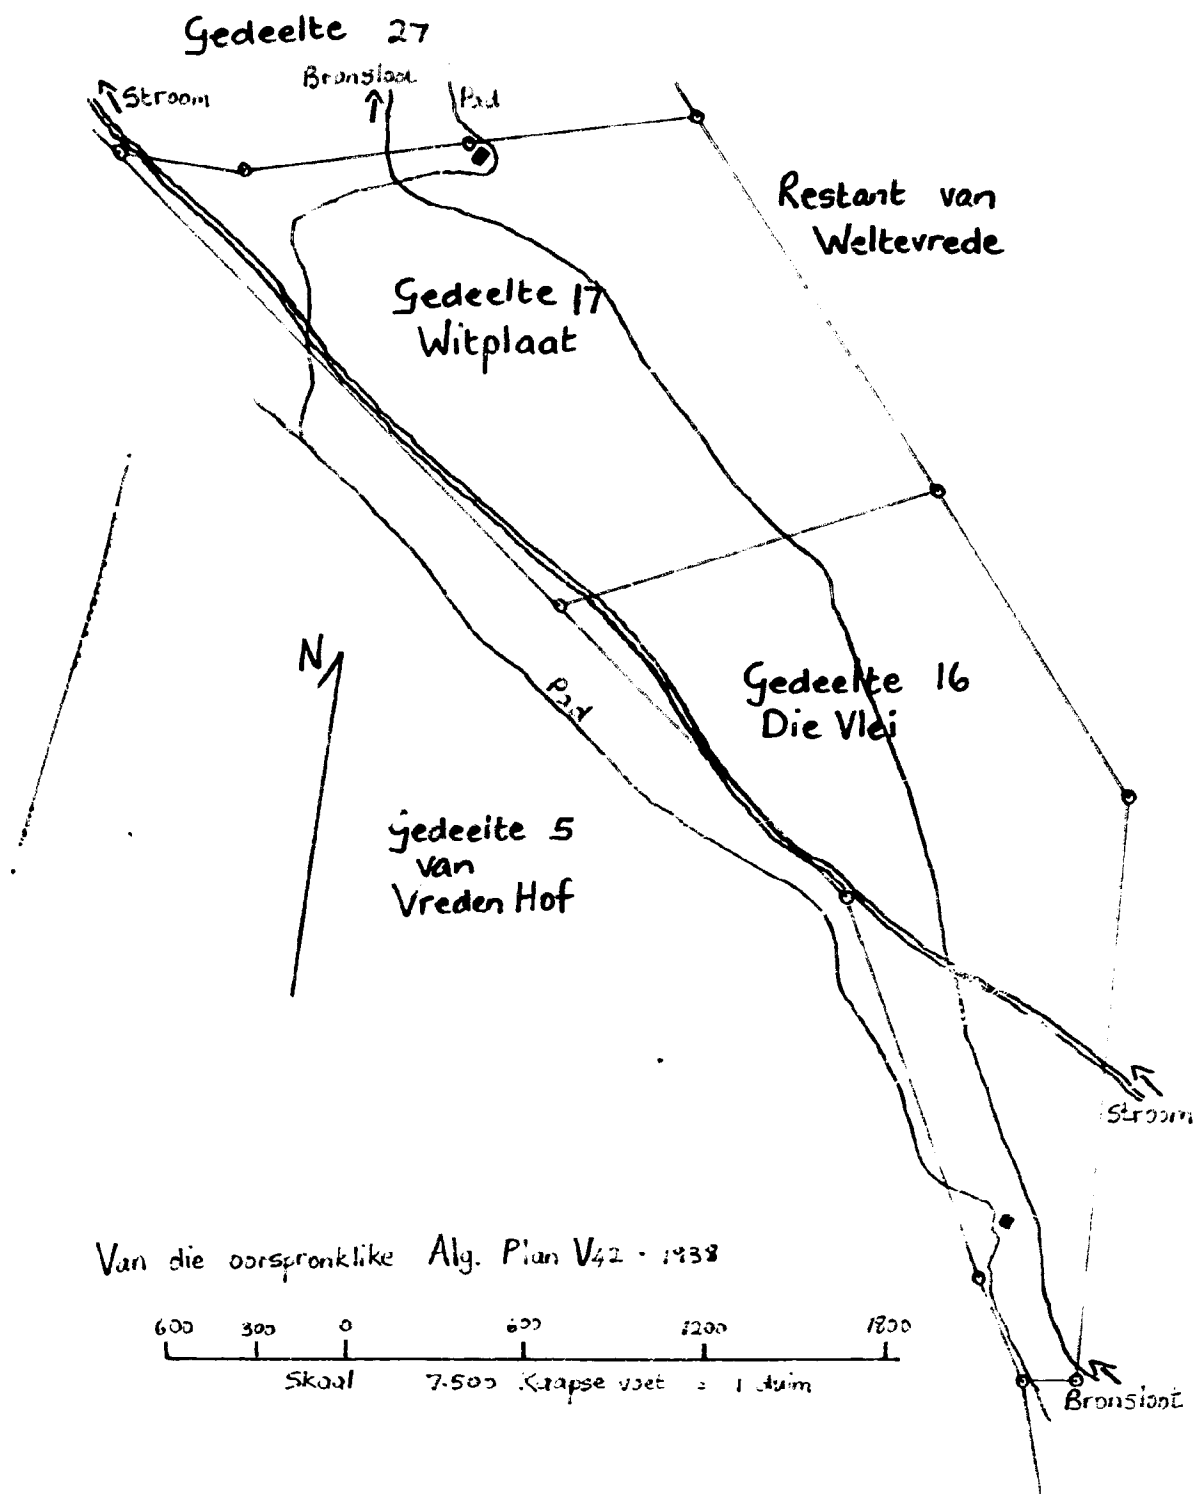 Gedeelte 27
Bronsloot
Stroom
Pad
Restant van
Weltevrede
Gedeelte 17
Witplaat
N
Pad
Gedeelte 16
Die Vlei
Gedeelte 5
van
Vreden Hof
Stroom
Van die oorspronklike Alg. Plan V42 - 1938
600 300 0 600 1200 1800
Skaal 7.500 Kaapse voet = 1 duim
Bronsloot